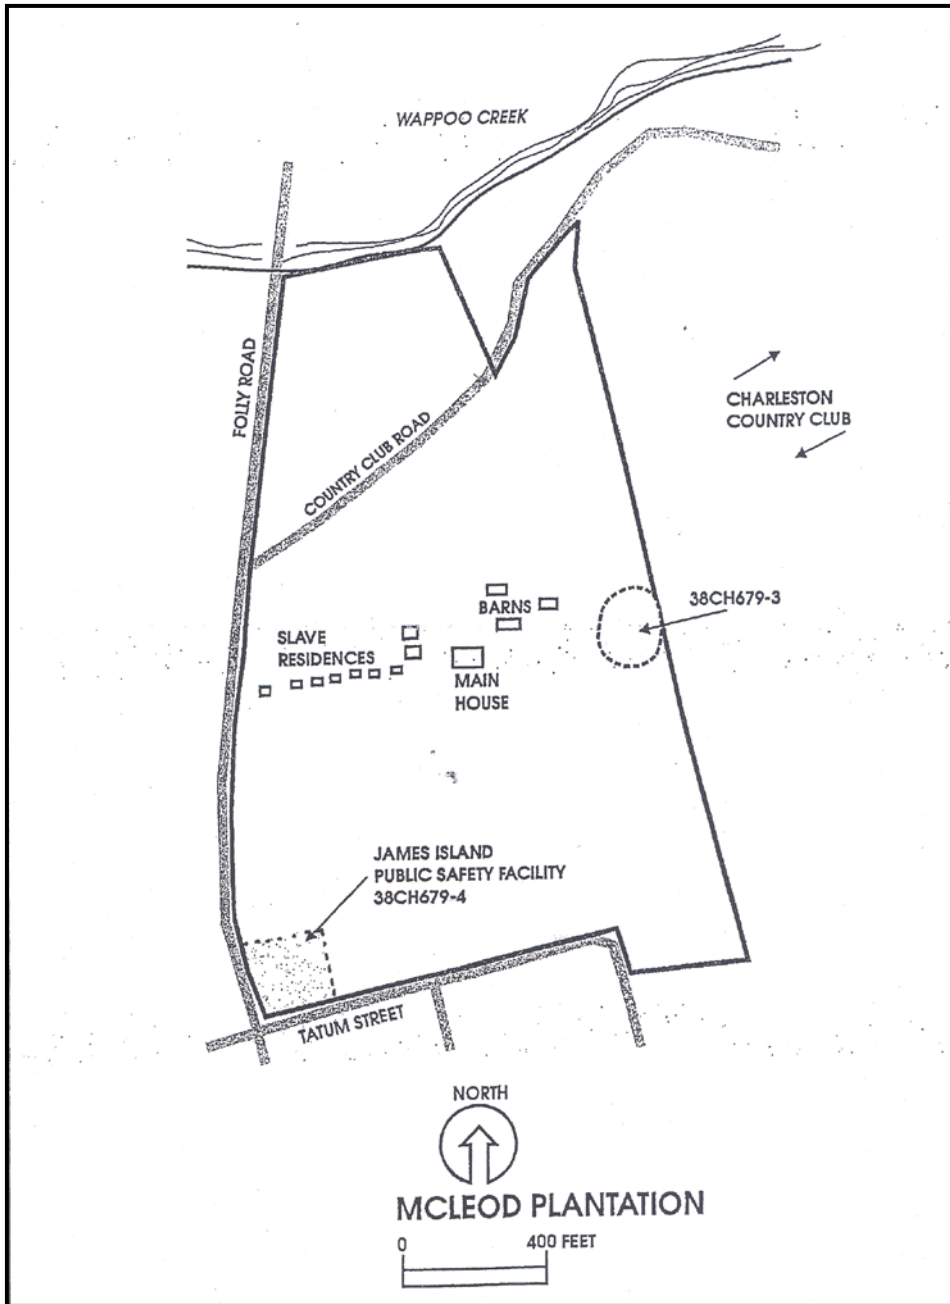 WAPPOO CREEK
FOLLY ROAD
COUNTRY CLUB ROAD
CHARLESTON
COUNTRY CLUB
38CH679-3
BARNS
SLAVE
RESIDENCES
MAIN
HOUSE
JAMES ISLAND
PUBLIC SAFETY FACILITY
38CH679-4
TATUM STREET
NORTH
MCLEOD PLANTATION
0 400 FEET